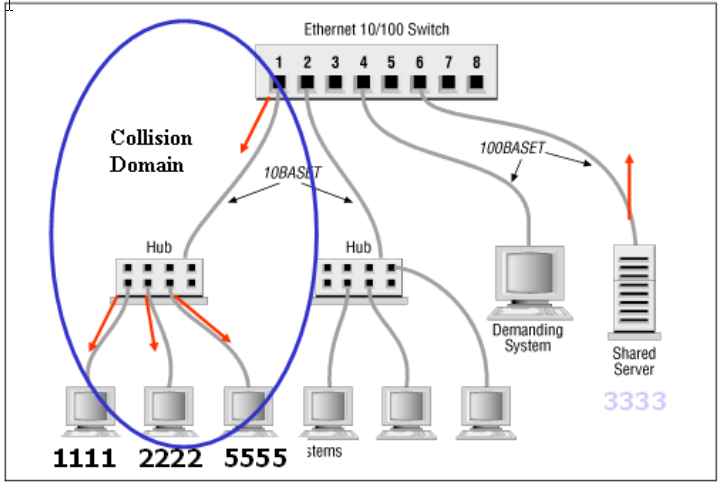 Ethernet 10/100 Switch
1 2 3 4 5 6 7 8
Collision
Domain
100BASET
10BASET
Hub
Hub
Demanding
System
Shared
Server
3333
1111 2222 5555
stems